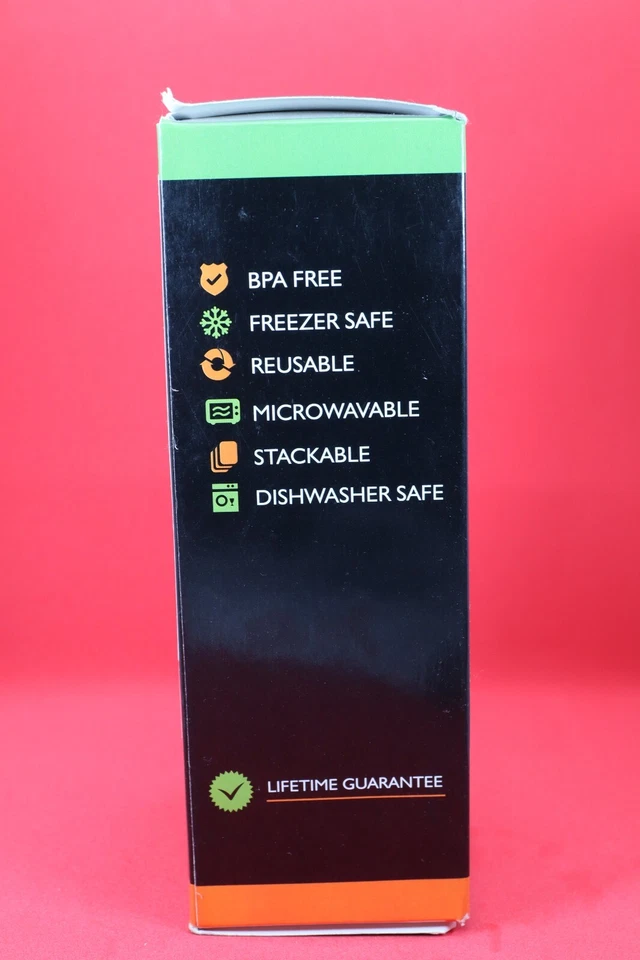 BPA FREE
FREEZER SAFE
REUSABLE
MICROWAVABLE
STACKABLE
DISHWASHER SAFE
LIFETIME GUARANTEE